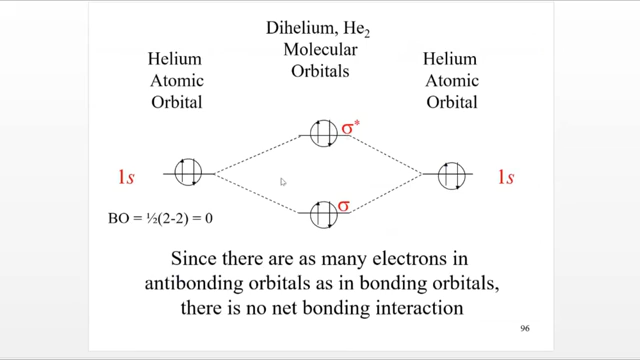 Dihelium, He₂
Molecular
Orbitals
Helium
Atomic
Orbital
Helium
Atomic
Orbital
σ*
1s
1s
σ
BO = ½(2-2) = 0
Since there are as many electrons in
antibonding orbitals as in bonding orbitals,
there is no net bonding interaction
96